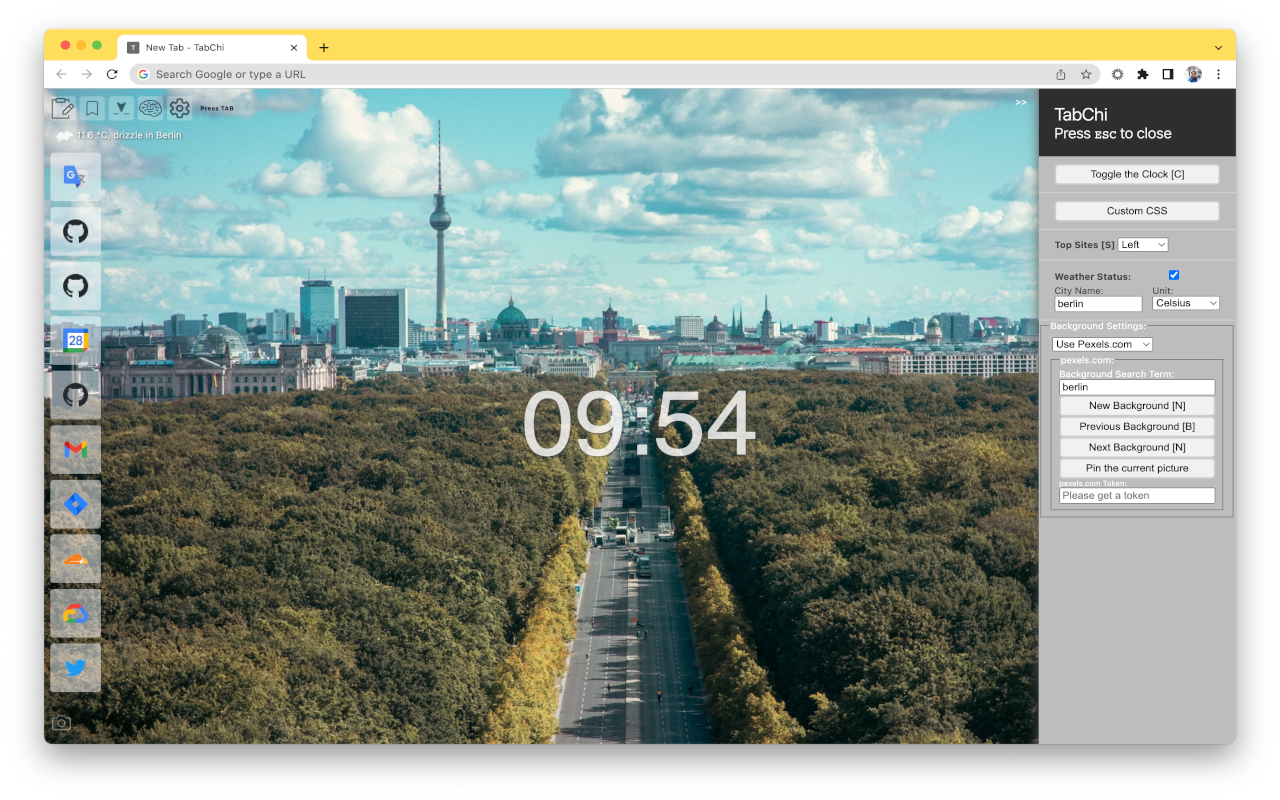 T New Tab - TabChi
Search Google or type a URL
Press TAB
>>
11.6 °C, drizzle in Berlin
G
28
09.54
TabChi
Press ESC to close
Toggle the Clock [C]
Custom CSS
Top Sites [S] Left
Weather Status:
City Name: Unit:
berlin Celsius
Background Settings:
Use Pexels.com
pexels.com:
Background Search Term:
berlin
New Background [N]
Previous Background [B]
Next Background [N]
Pin the current picture
pexels.com Token:
Please get a token